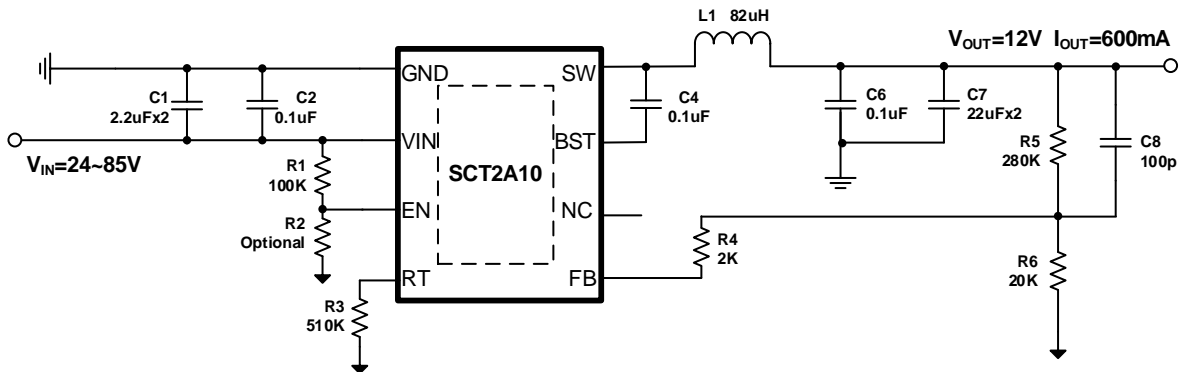 L1 82uH
VOUT=12V IOUT=600mA
GND
SW
C1
2.2uFx2
C2
0.1uF
C4
0.1uF
C6
0.1uF
C7
22uFx2
VIN
BST
R5
280K
C8
100p
VIN=24~85V
R1
100K
SCT2A10
EN
NC
R2
Optional
R4
2K
RT
FB
R6
20K
R3
510K